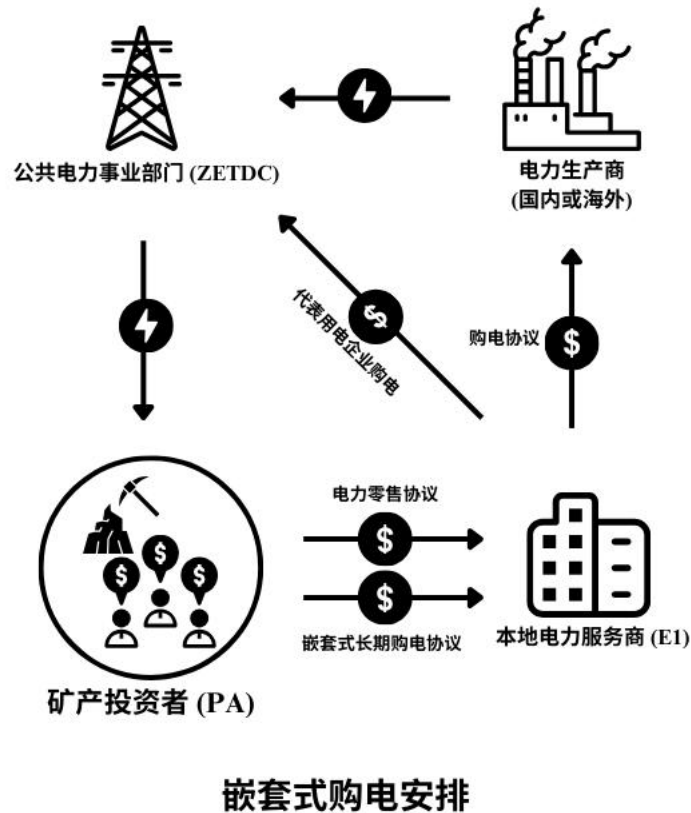 公共电力事业部门 (ZETDC)
电力生产商
(国内或海外)
代表用电企业购电
$
购电协议
$
电力零售协议
$
$
嵌套式长期购电协议
$
$
$
矿产投资者 (PA)
本地电力服务商 (E1)
嵌套式购电安排